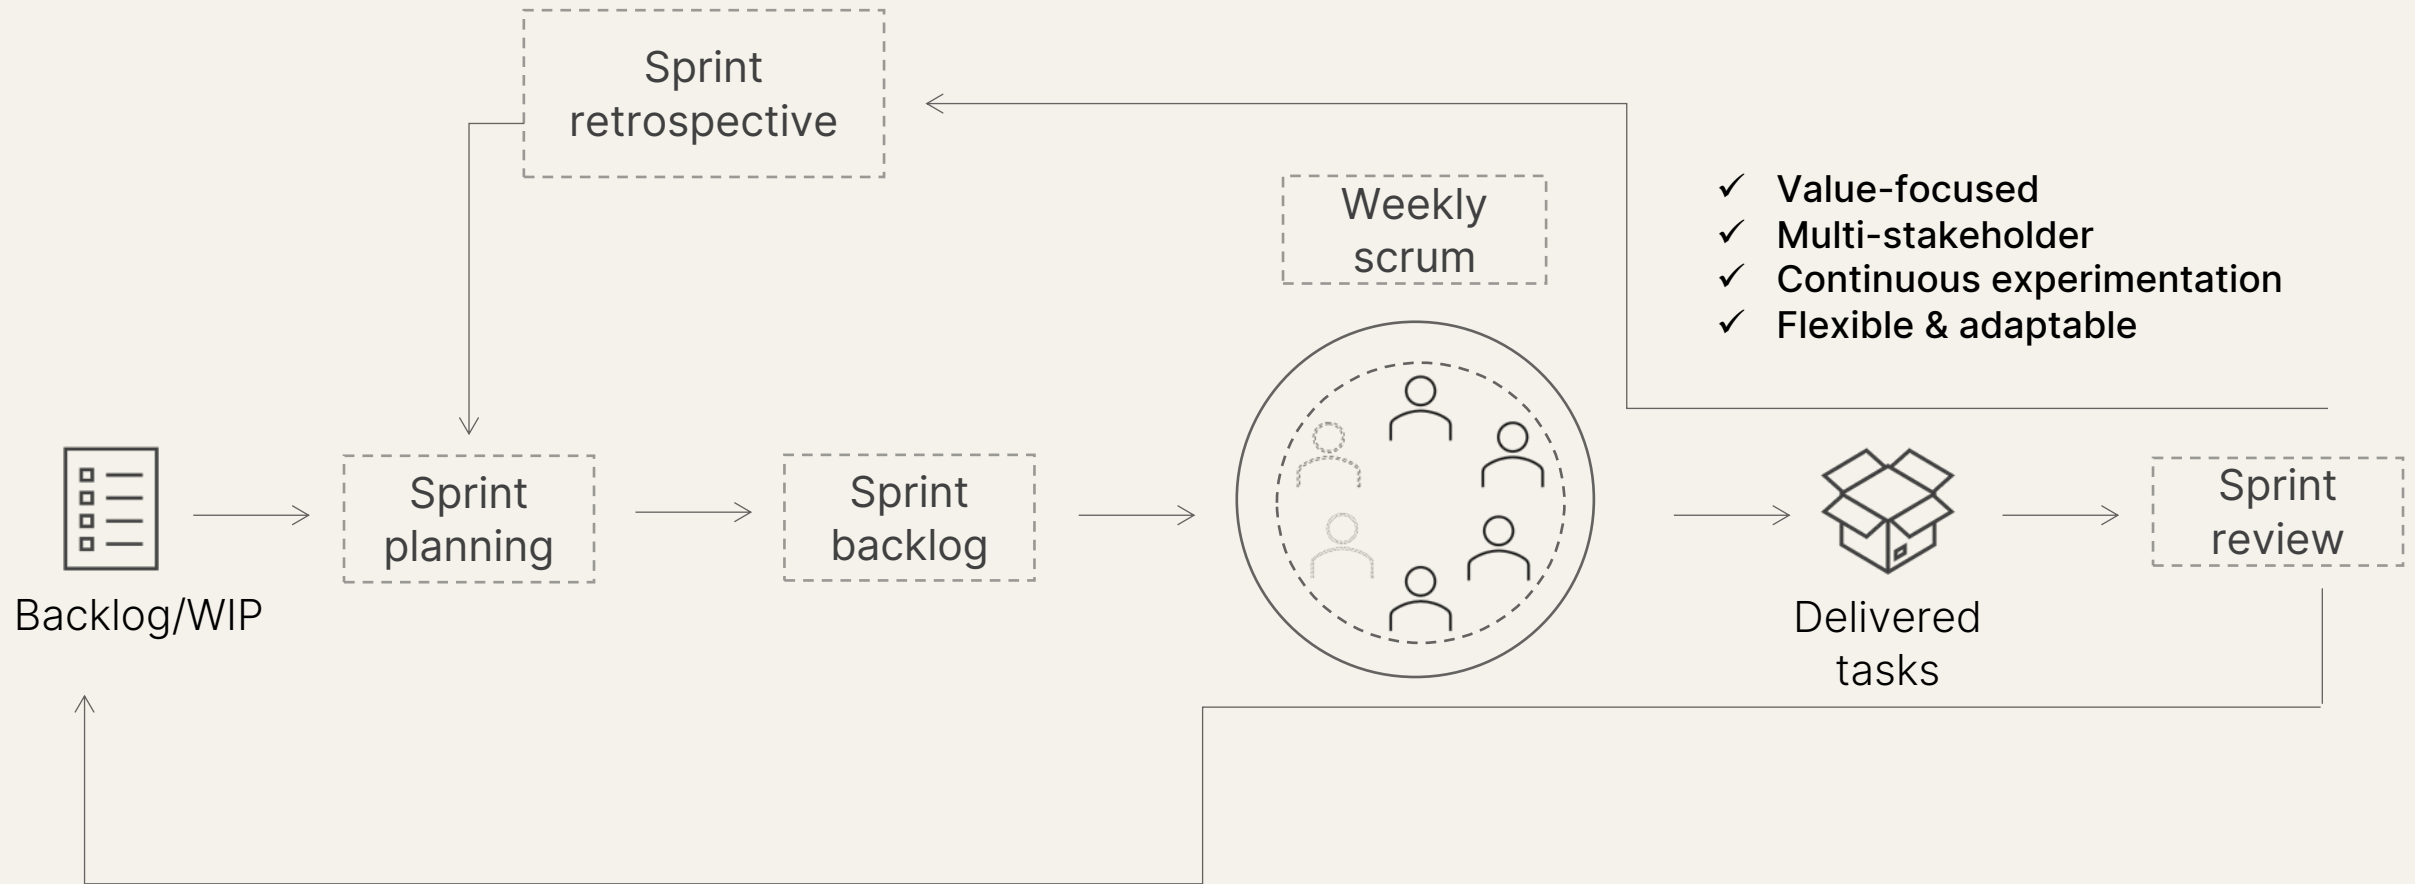 Sprint
retrospective
Weekly
scrum
✓ Value-focused
✓ Multi-stakeholder
✓ Continuous experimentation
✓ Flexible & adaptable
Backlog/WIP
Sprint
planning
Sprint
backlog
Delivered
tasks
Sprint
review